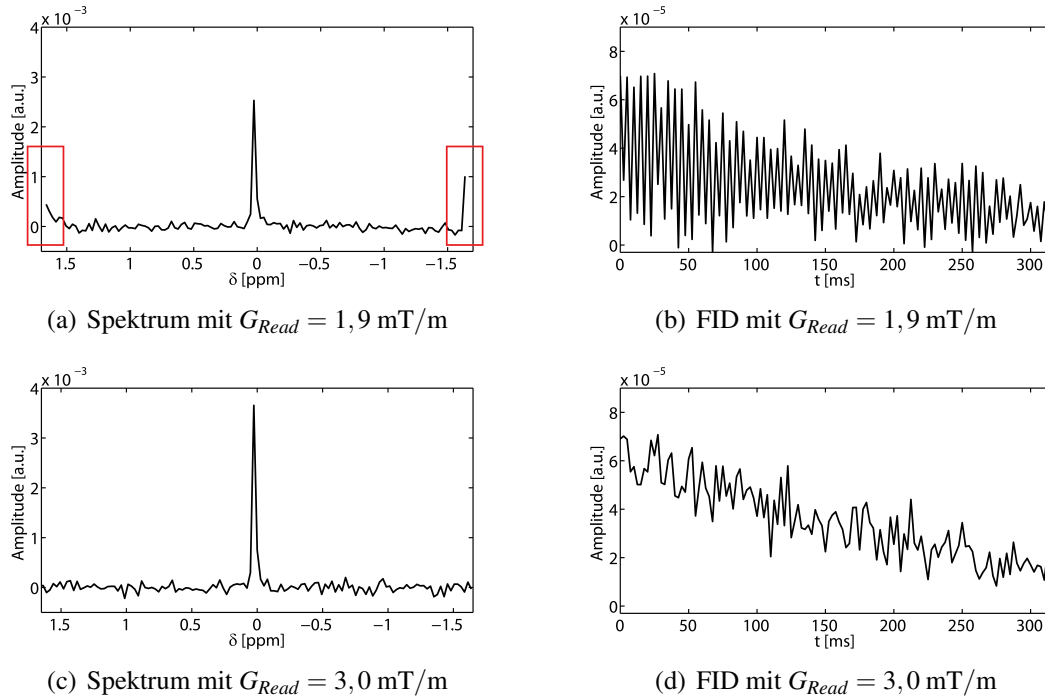 x 10⁻³
4
3
2
1
0
Amplitude [a.u.]
1.5 1 0.5 0 −0.5 −1 −1.5
δ [ppm]
(a) Spektrum mit G_Read = 1,9 mT/m
x 10⁻⁵
8
6
4
2
0
Amplitude [a.u.]
0 50 100 150 200 250 300
t [ms]
(b) FID mit G_Read = 1,9 mT/m
x 10⁻³
4
3
2
1
0
Amplitude [a.u.]
1.5 1 0.5 0 −0.5 −1 −1.5
δ [ppm]
(c) Spektrum mit G_Read = 3,0 mT/m
x 10⁻⁵
8
6
4
2
0
Amplitude [a.u.]
0 50 100 150 200 250 300
t [ms]
(d) FID mit G_Read = 3,0 mT/m